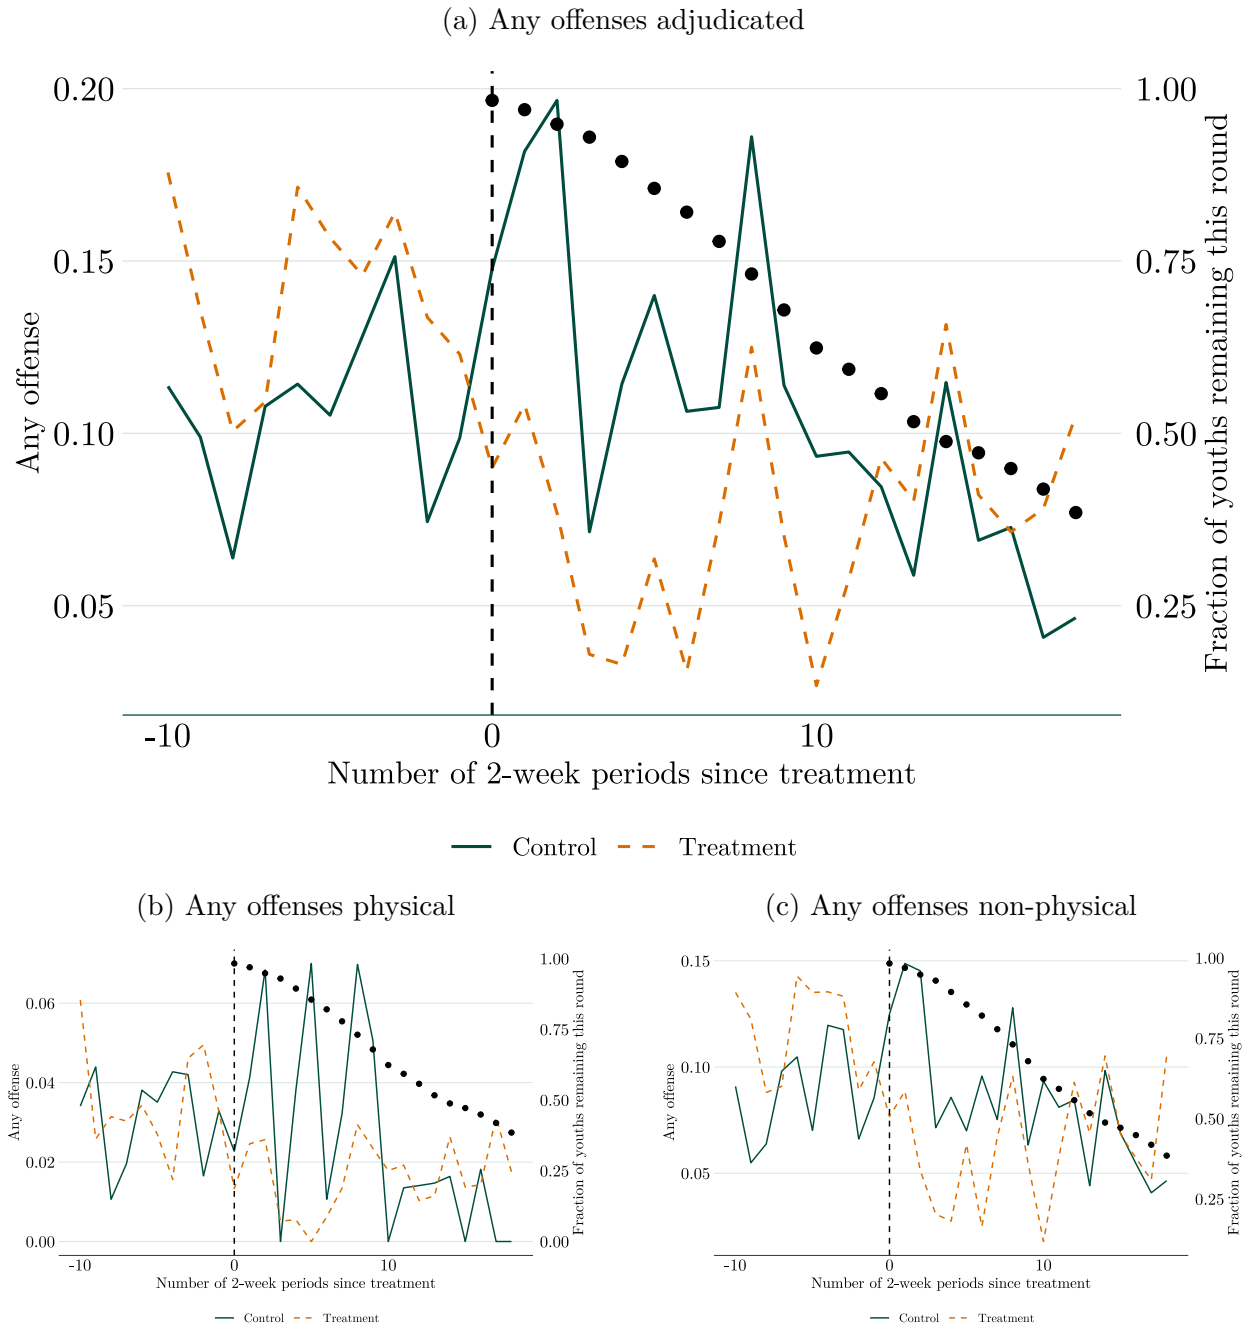 (a) Any offenses adjudicated
0.20
0.15
0.10
0.05
Any offense
1.00
0.75
0.50
0.25
Fraction of youths remaining this round
-10 0 10
Number of 2-week periods since treatment
Control Treatment
(b) Any offenses physical
0.06
0.04
0.02
0.00
Any offense
1.00
0.75
0.50
0.25
0.00
Fraction of youths remaining this round
-10 0 10
Number of 2-week periods since treatment
Control Treatment
(c) Any offenses non-physical
0.15
0.10
0.05
Any offense
1.00
0.75
0.50
0.25
Fraction of youths remaining this round
-10 0 10
Number of 2-week periods since treatment
Control Treatment